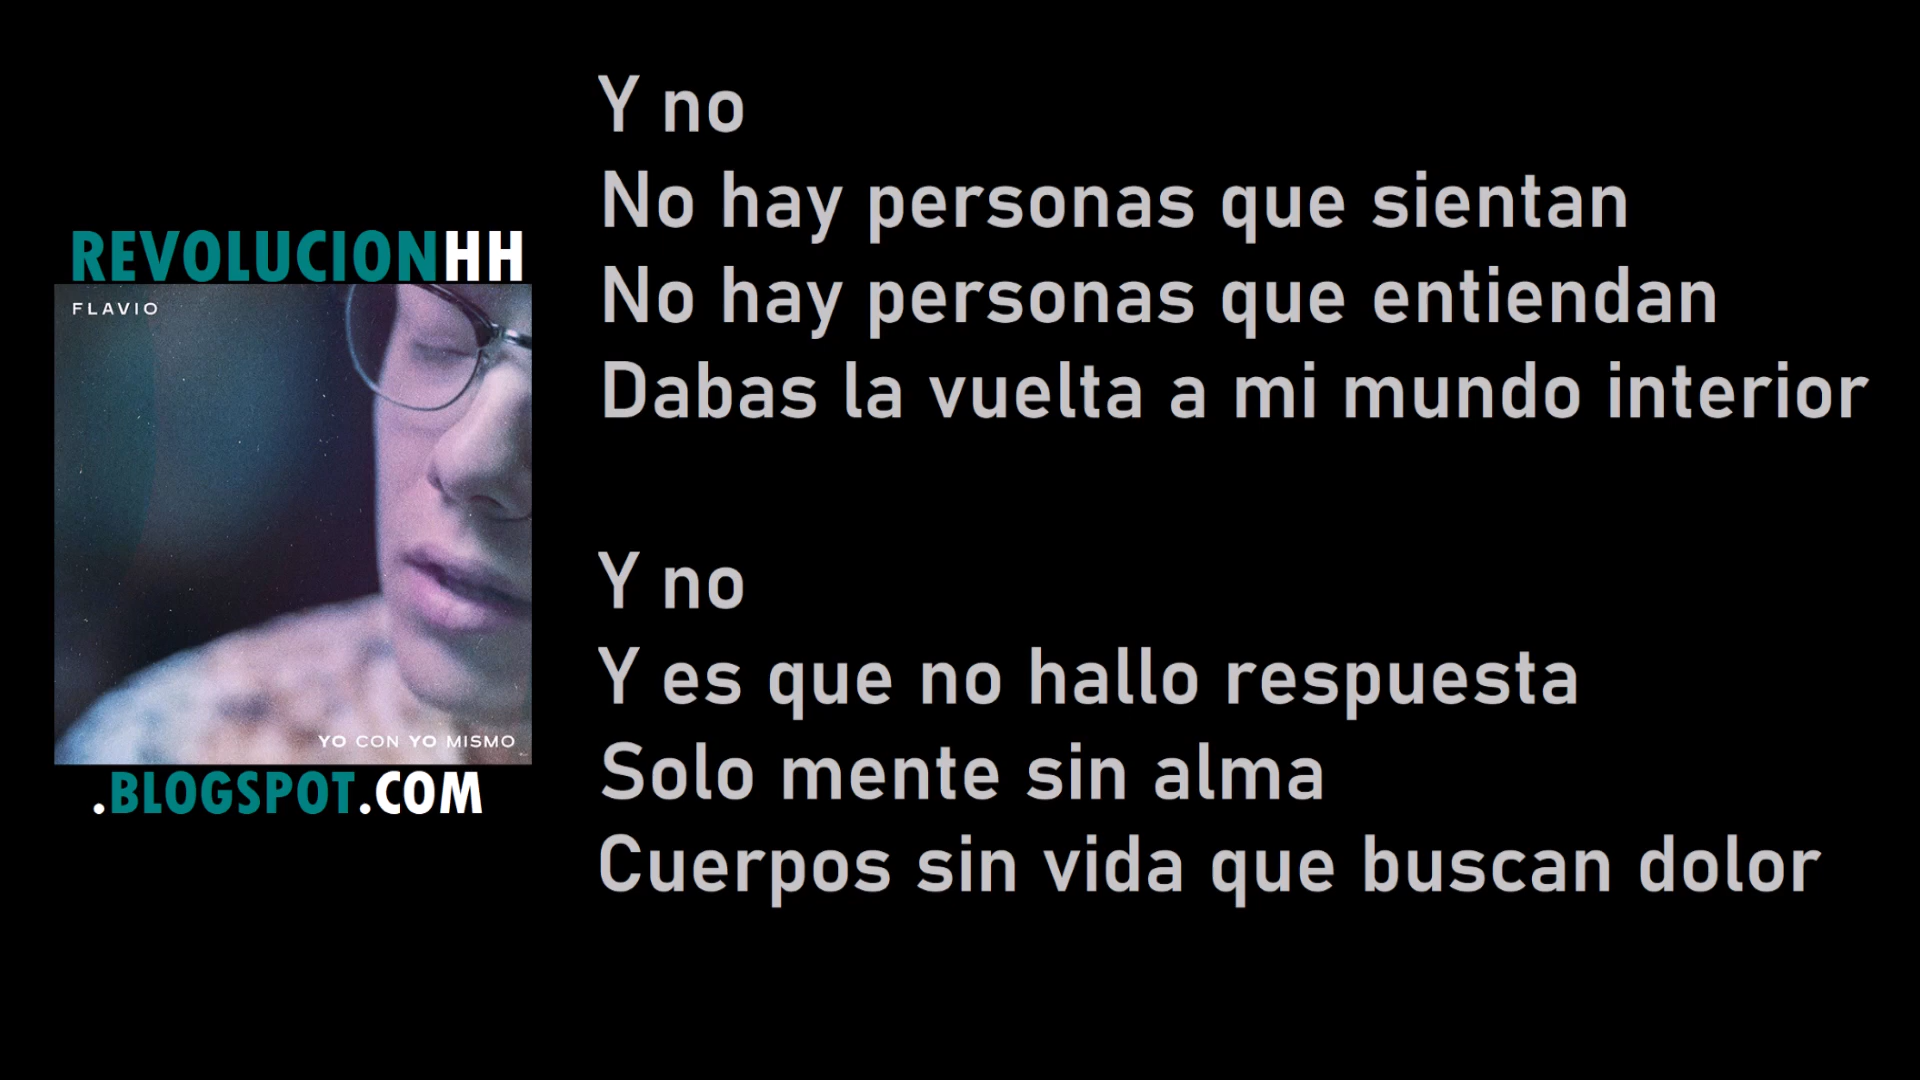 REVOLUCIONHH
FLAVIO
YO CON YO MISMO
.BLOGSPOT.COM
Y no
No hay personas que sientan
No hay personas que entiendan
Dabas la vuelta a mi mundo interior
Y no
Y es que no hallo respuesta
Solo mente sin alma
Cuerpos sin vida que buscan dolor